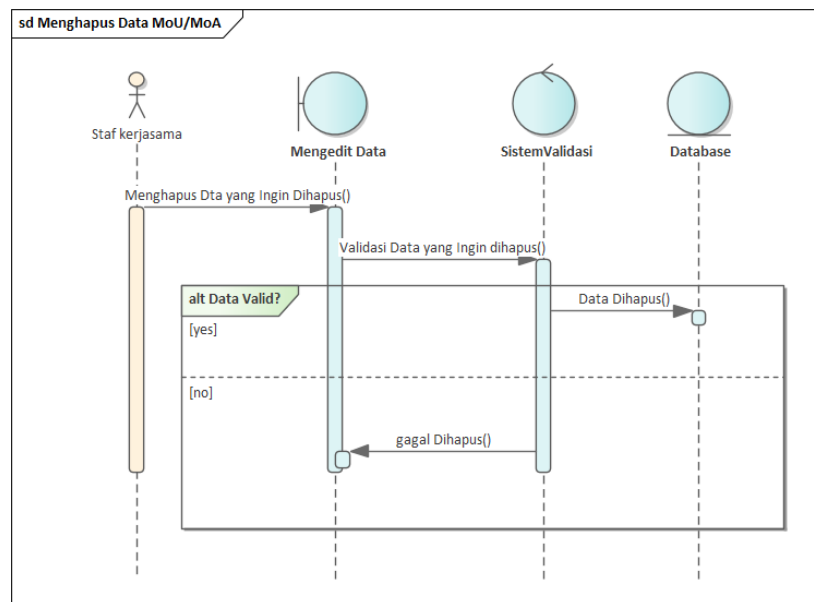 sd Menghapus Data MoU/MoA
Staf kerjasama
Mengedit Data
SistemValidasi
Database
Menghapus Dta yang Ingin Dihapus()
Validasi Data yang Ingin dihapus()
alt Data Valid?
Data Dihapus()
[yes]
[no]
gagal Dihapus()